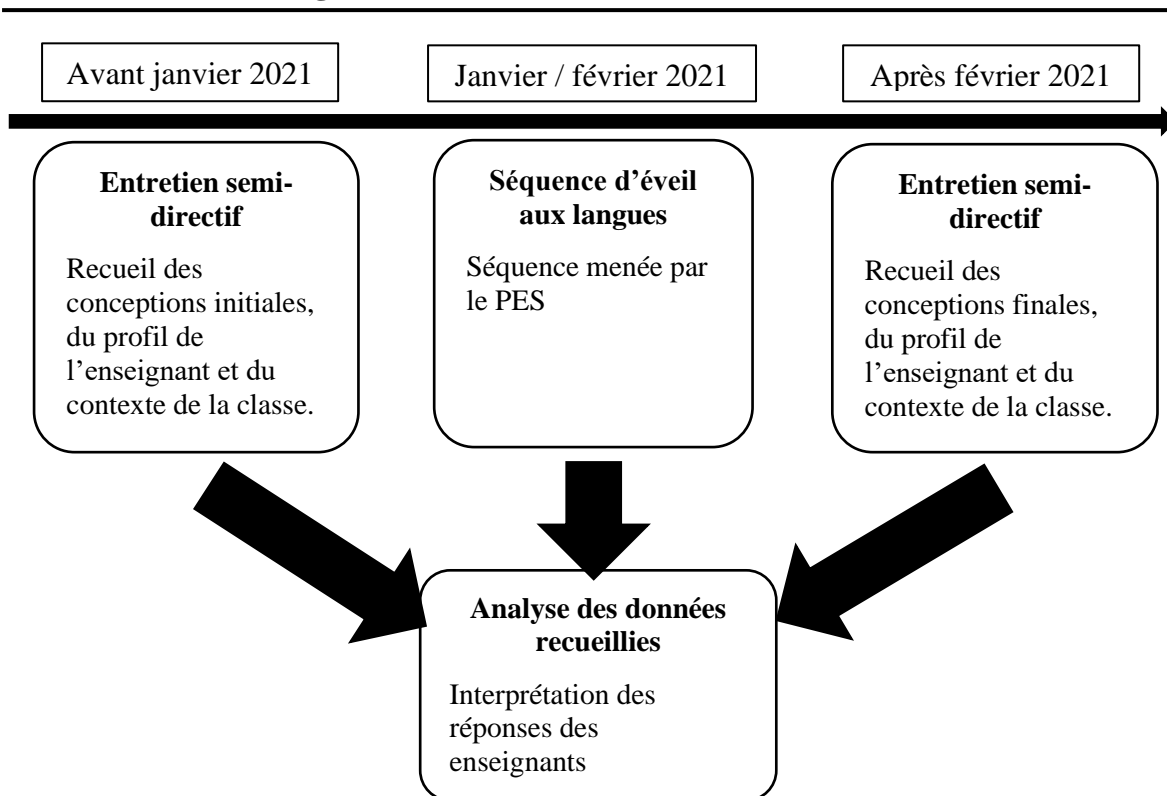 Avant janvier 2021
Janvier / février 2021
Après février 2021
Entretien semi-
directif
Recueil des
conceptions initiales,
du profil de
l’enseignant et du
contexte de la classe.
Séquence d’éveil
aux langues
Séquence menée par
le PES
Entretien semi-
directif
Recueil des
conceptions finales,
du profil de
l’enseignant et du
contexte de la classe.
Analyse des données
recueillies
Interprétation des
réponses des
enseignants